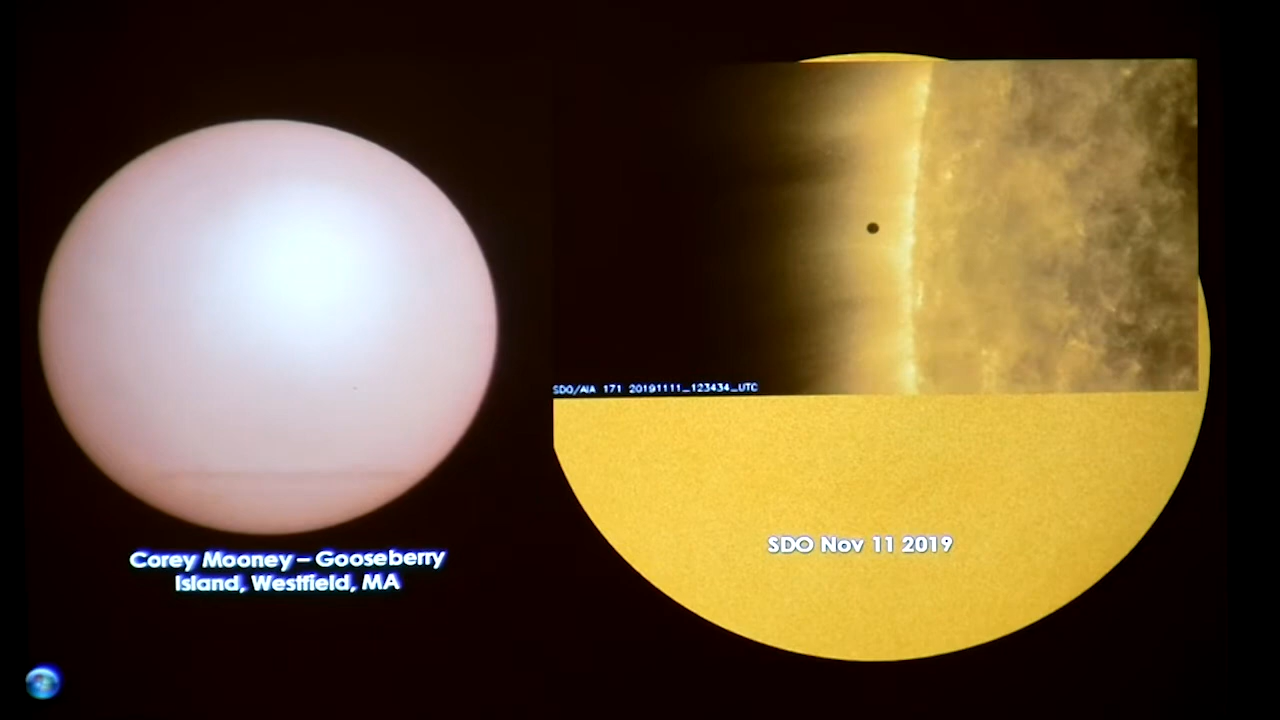 SDO/AIA 171 20191111_123434_UTC
SDO Nov 11 2019
Corey Mooney – Gooseberry
Island, Westfield, MA